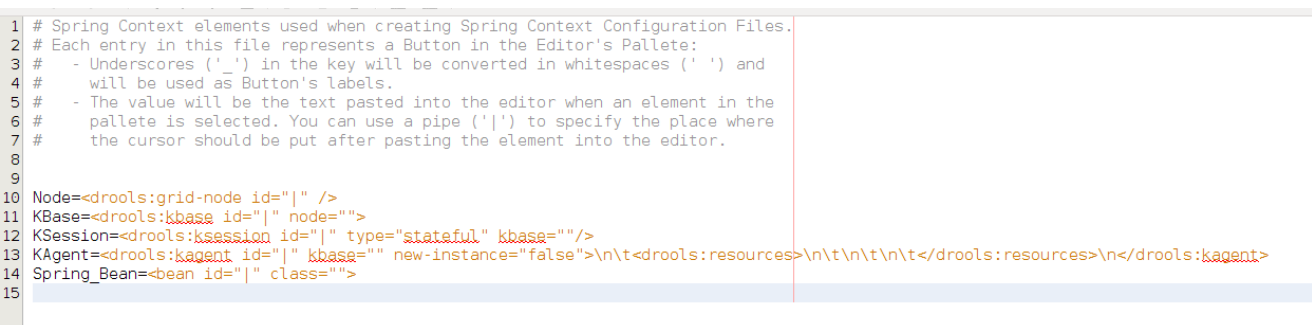 1 # Spring Context elements used when creating Spring Context Configuration Files.
2 # Each entry in this file represents a Button in the Editor's Pallete:
3 #   - Underscores ('_') in the key will be converted in whitespaces (' ') and
4 #     will be used as Button's labels.
5 #   - The value will be the text pasted into the editor when an element in the
6 #     pallete is selected. You can use a pipe ('|') to specify the place where
7 #     the cursor should be put after pasting the element into the editor.
8
9
10 Node=<drools:grid-node id="|" />
11 KBase=<drools:kbase id="|" node="">
12 KSession=<drools:ksession id="|" type="stateful" kbase=""/>
13 KAgent=<drools:kagent id="|" kbase="" new-instance="false">\n\t<drools:resources>\n\t\n\t\n\t</drools:resources>\n</drools:kagent>
14 Spring_Bean=<bean id="|" class="">
15